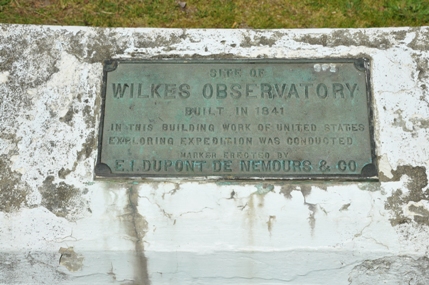 SITE OF
WILKES OBSERVATORY
BUILT IN 1841
IN THIS BUILDING WORK OF UNITED STATES
EXPLORING EXPEDITION WAS CONDUCTED
MARKER ERECTED BY
E.I. DUPONT DE NEMOURS & CO